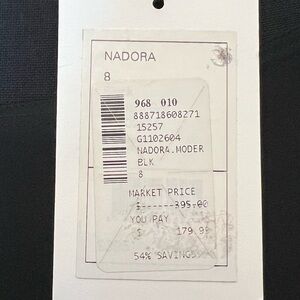 NADORA
8
968 010
888718608271
15257
G1102604
NADORA.MODER
BLK
8
MARKET PRICE
$------395.00
YOU PAY
$ 179.99
54% SAVINGS